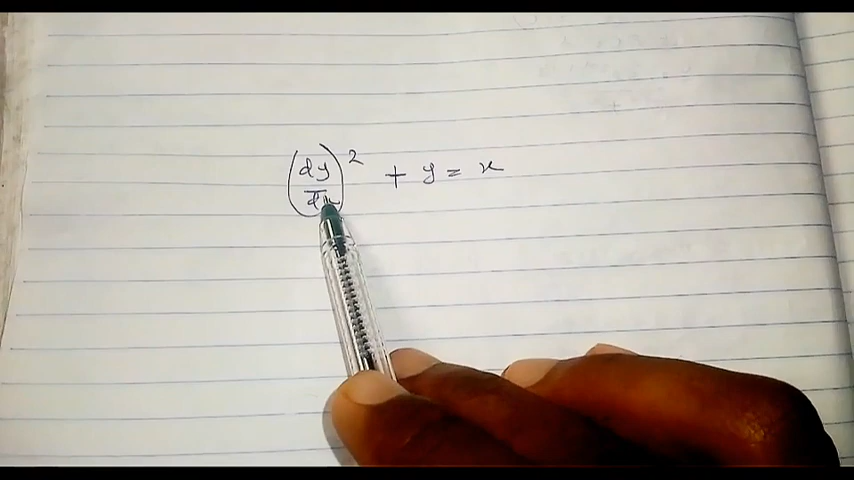 (dy/dx)² + y = x